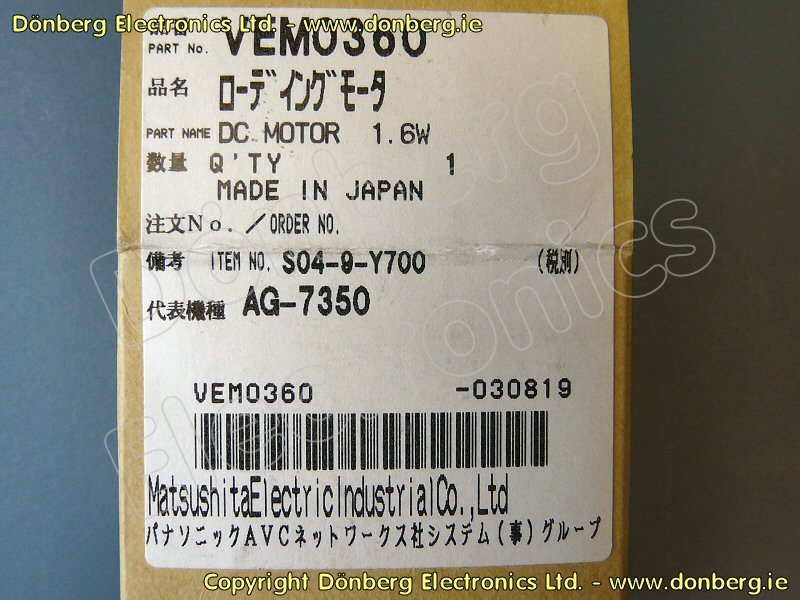 Dönberg Electronics Ltd. - www.donberg.ie
PART No. VEM0360
品名 ローディングモータ
PART NAME DC MOTOR 1.6W
数量 Q'TY 1
MADE IN JAPAN
注文No./ORDER NO.
備考 ITEM NO. S04-9-Y700 (税別)
代表機種 AG-7350
VEM0360 -030819
MatsushitaElectricIndustrialCo.,Ltd
パナソニックAVCネットワークス社システム(事)グループ
Dönberg Electronics
Copyright Dönberg Electronics Ltd. - www.donberg.ie